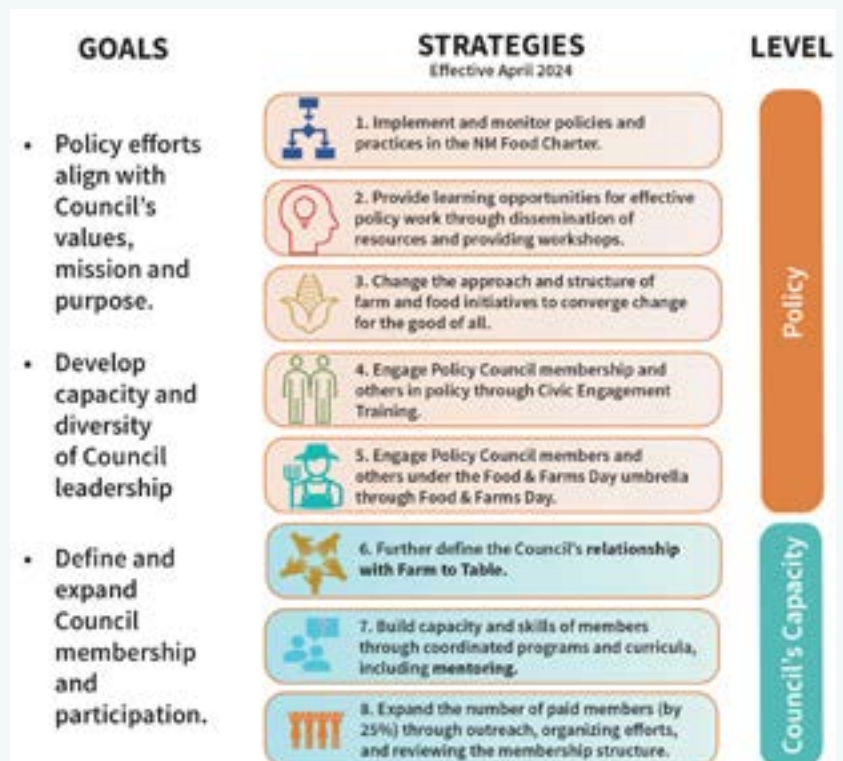 GOALS
• Policy efforts
align with
Council's
values,
mission and
purpose.
• Develop
capacity and
diversity
of Council
leadership
• Define and
expand
Council
membership
and
participation.
STRATEGIES
Effective April 2024
1. Implement and monitor policies and
practices in the NM Food Charter.
2. Provide learning opportunities for effective
policy work through dissemination of
resources and providing workshops.
3. Change the approach and structure of
farm and food initiatives to converge change
for the good of all.
4. Engage Policy Council membership and
others in policy through Civic Engagement
Training.
5. Engage Policy Council members and
others under the Food & Farms Day umbrella
through Food & Farms Day.
6. Further define the Council's relationship
with Farm to Table.
7. Build capacity and skills of members
through coordinated programs and curricula,
including mentoring.
8. Expand the number of paid members (by
25%) through outreach, organizing efforts,
and reviewing the membership structure.
LEVEL
Policy
Council's Capacity